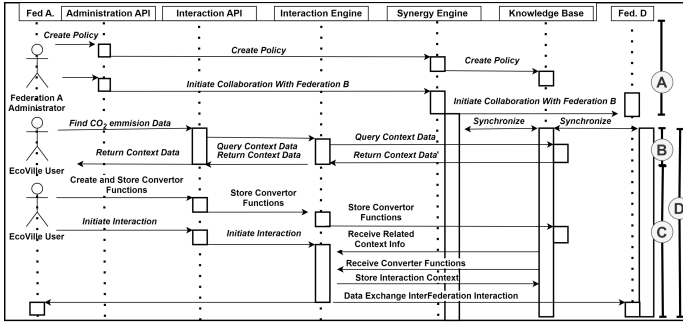 Fed A. Administration API Interaction API Interaction Engine Synergy Engine Knowledge Base Fed. D
Create Policy
Create Policy
Create Policy
Initiate Collaboration With Federation B
A
Federation A
Administrator
Initiate Collaboration With Federation B
Find CO2 emmision Data
Synchronize Synchronize
Query Context Data
Query Context Data
Return Context Data
Return Context Data
Return Context Data'
B
EcoVille User
Create and Store Convertor
Functions
Store Convertor
Functions
Store Convertor
Functions
D
Initiate Interaction
Initiate Interaction
C
EcoVille User
Receive Related
Context Info
Receive Converter Functions
Store Interaction Context
Data Exchange InterFederation Interaction